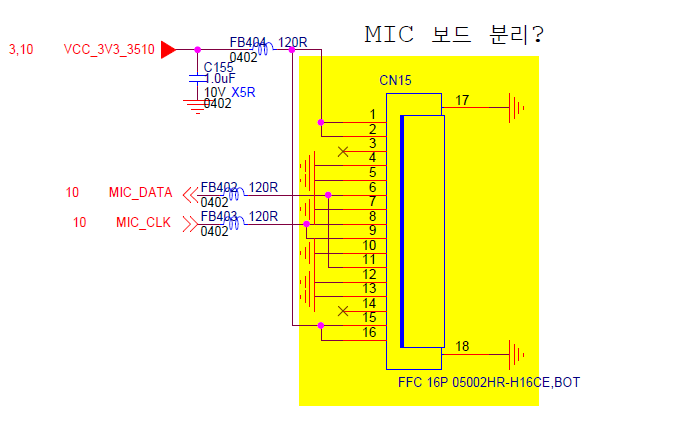 MIC 보드 분리?
3,10 VCC_3V3_3510 FB404 120R
0402
C155
1.0uF
10V_X5R
0402
CN15
17
1
2
3
4
5
10 MIC_DATA FB402 120R 6
0402
7
10 MIC_CLK FB403 120R 8
0402
9
10
11
12
13
14
15
16
18
FFC 16P 05002HR-H16CE,BOT